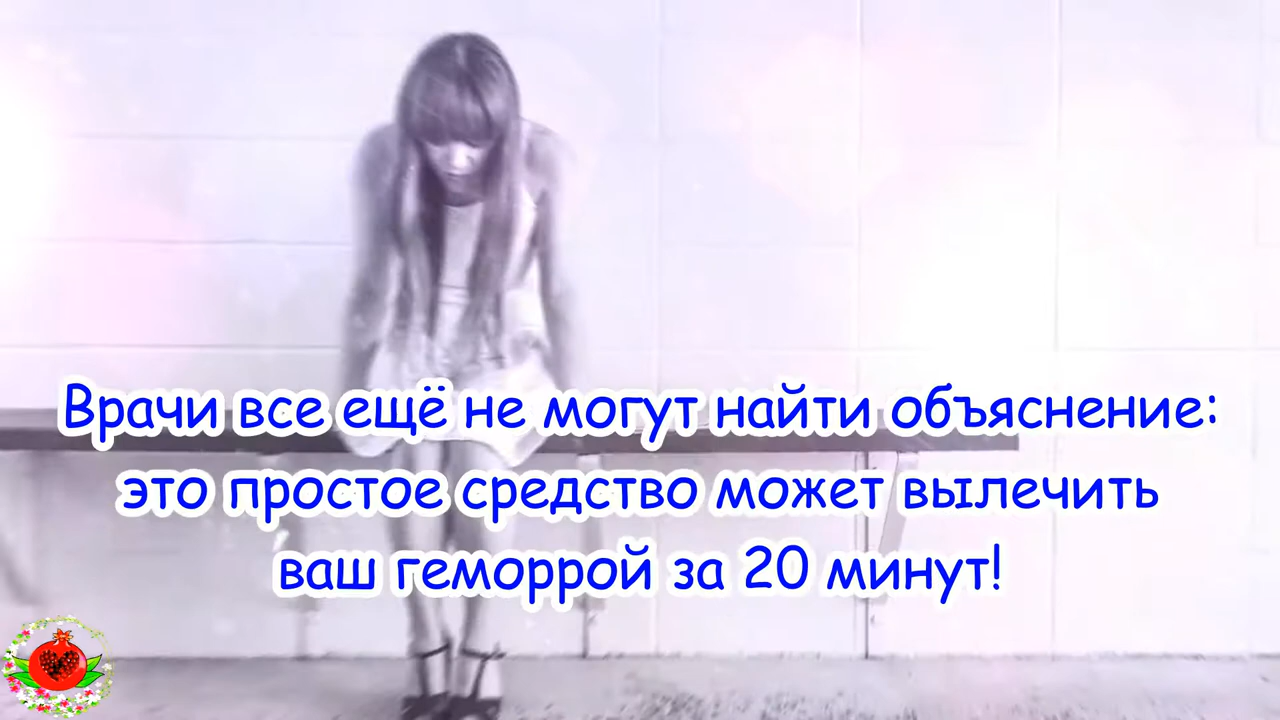 Врачи все ещё не могут найти объяснение:
это простое средство может вылечить
ваш геморрой за 20 минут!